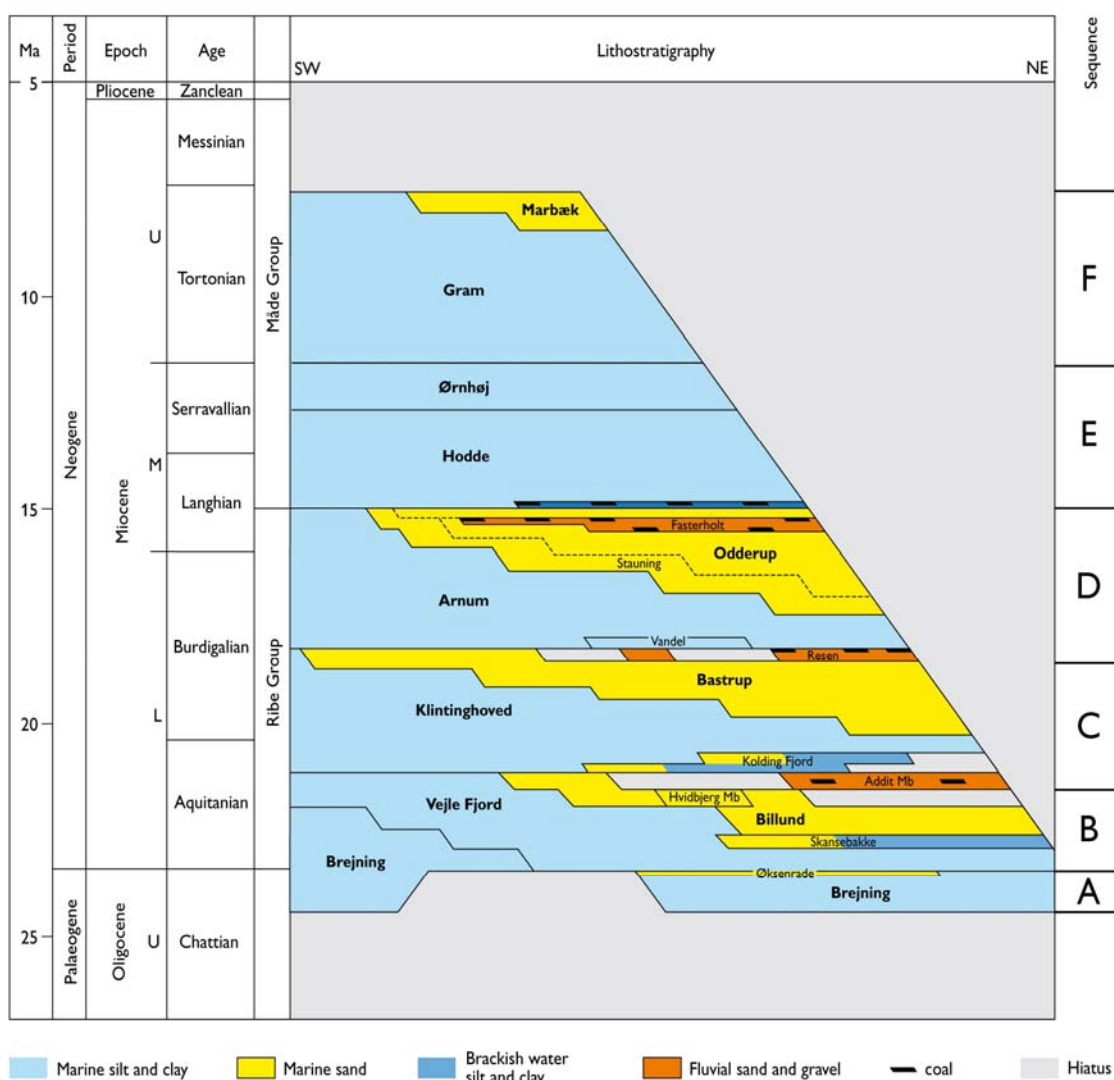 Ma
Period
Epoch
Age
Lithostratigraphy
SW
NE
Sequence
5
10
15
20
25
Neogene
Palaeogene
Pliocene
Miocene
U
M
L
Oligocene
U
Zanclean
Messinian
Tortonian
Serravallian
Langhian
Burdigalian
Aquitanian
Chattian
Måde Group
Ribe Group
Marbæk
Gram
Ørnhøj
Hodde
Fasterholt
Odderup
Stauning
Arnum
Vandel
Resen
Bastrup
Klintinghoved
Kolding Fjord
Addit Mb
Hvidbjerg Mb
Vejle Fjord
Billund
Skansebakke
Brejning
Øksenrade
Brejning
F
E
D
C
B
A
Marine silt and clay
Marine sand
Brackish water
silt and clay
Fluvial sand and gravel
coal
Hiatus